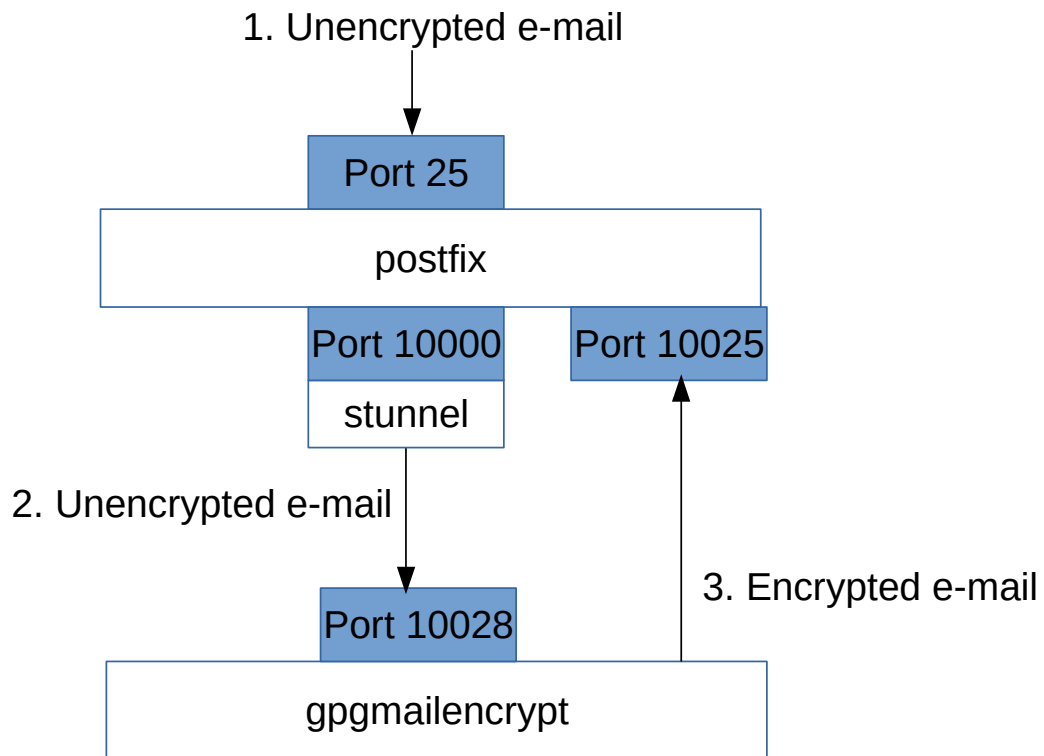 1. Unencrypted e-mail
Port 25
postfix
Port 10000
Port 10025
stunnel
2. Unencrypted e-mail
3. Encrypted e-mail
Port 10028
gpgmailencrypt